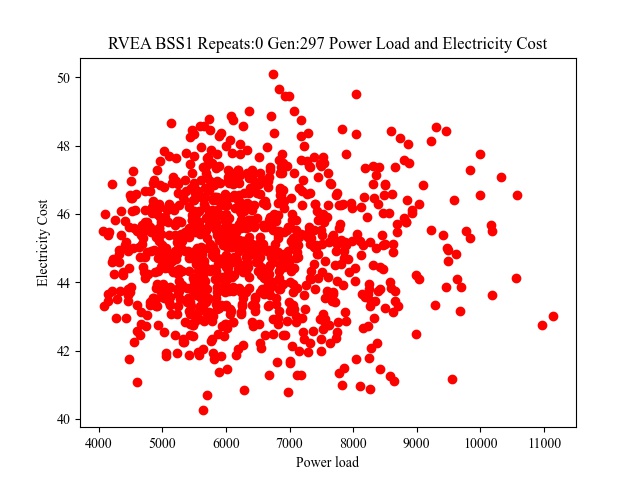 RVEA BSS1 Repeats:0 Gen:297 Power Load and Electricity Cost
50
48
46
44
42
40
Electricity Cost
4000 5000 6000 7000 8000 9000 10000 11000
Power load